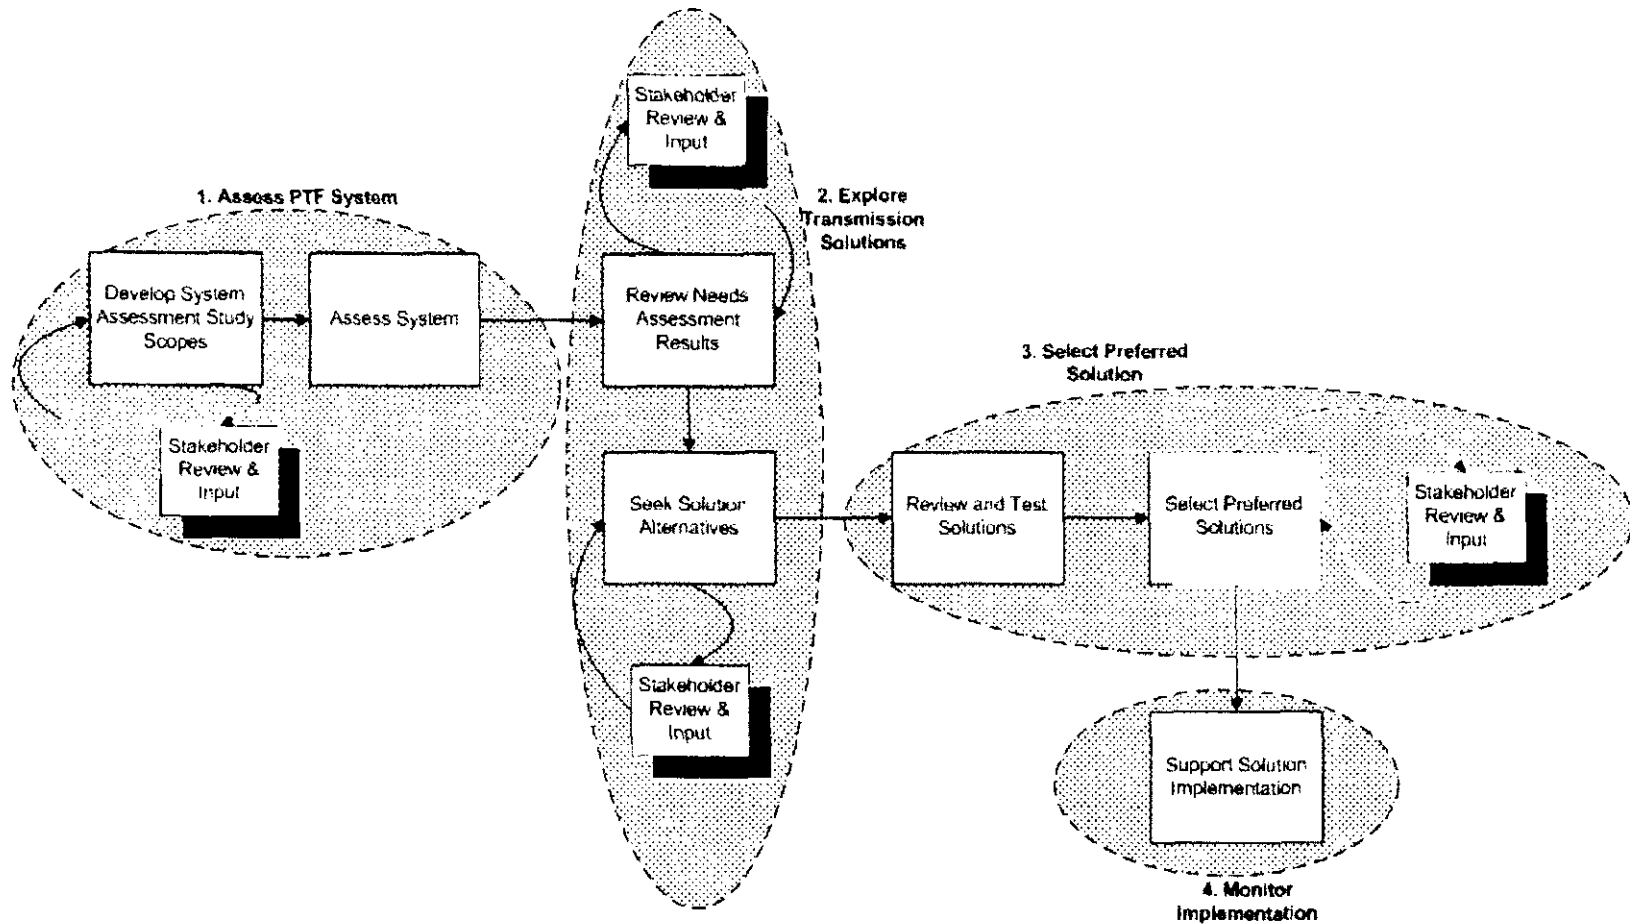 1. Assess PTF System
Develop System
Assessment Study
Scopes
Assess System
Stakeholder
Review &
Input
2. Explore
Transmission
Solutions
Stakeholder
Review &
Input
Review Needs
Assessment
Results
Seek Solution
Alternatives
Stakeholder
Review &
Input
3. Select Preferred
Solution
Review and Test
Solutions
Select Preferred
Solutions
Stakeholder
Review &
Input
Support Solution
Implementation
4. Monitor
Implementation